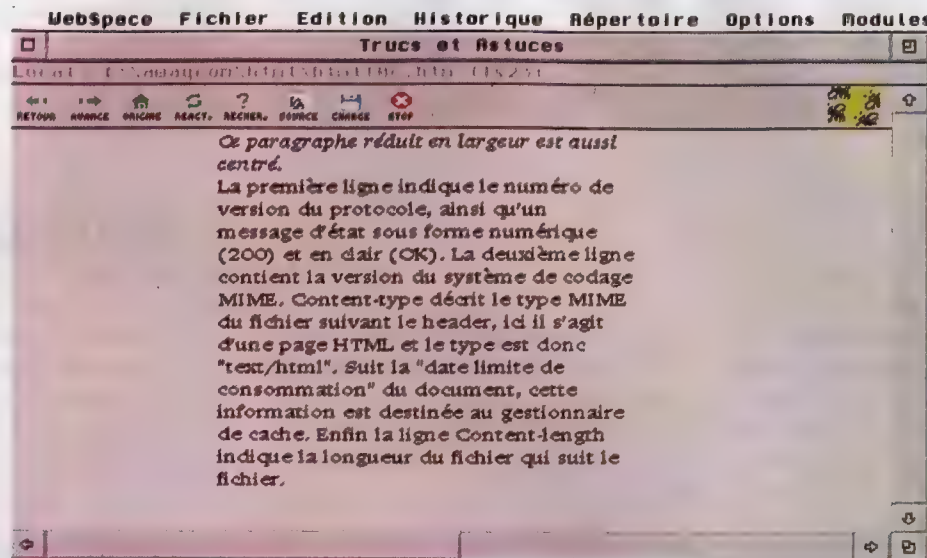 WebSpace Fichier Edition Historique Répertoire Options Modules
Trucs et Astuces
RETOUR AVANCE ORIGINE REACT. RECHER. SOURCE CHARGE STOP
Ce paragraphe réduit en largeur est aussi
centré.
La première ligne indique le numéro de
version du protocole, ainsi qu'un
message d'état sous forme numérique
(200) et en clair (OK). La deuxième ligne
contient la version du système de codage
MIME. Content-type décrit le type MIME
du fichier suivant le header, ici il s'agit
d'une page HTML et le type est donc
"text/html". Suit la "date limite de
consommation" du document, cette
information est destinée au gestionnaire
de cache. Enfin la ligne Content-length
indique la longueur du fichier qui suit le
fichier.